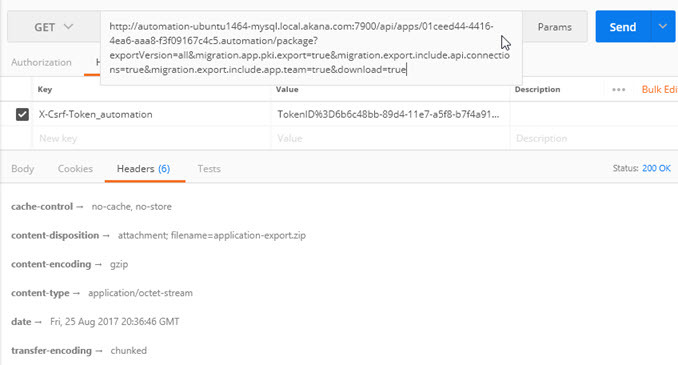 GET
http://automation-ubuntu1464-mysql.local.akana.com:7900/api/apps/01ceed44-4416-
4ea6-aaa8-f3f09167c4c5.automation/package?
exportVersion=all&migration.app.pki.export=true&migration.export.include.api.connectio
ns=true&migration.export.include.app.team=true&download=true
Params
Send
Authorization H
Key Value Description ••• Bulk Edi
X-Csrf-Token_automation TokenID%3D6b6c48bb-89d4-11e7-a5f8-b7f4a91...
New key Value Description
Body Cookies Headers (6) Tests Status: 200 OK
cache-control → no-cache, no-store
content-disposition → attachment; filename=application-export.zip
content-encoding → gzip
content-type → application/octet-stream
date → Fri, 25 Aug 2017 20:36:46 GMT
transfer-encoding → chunked